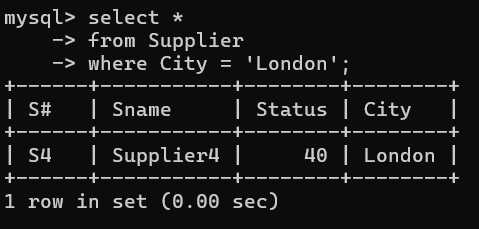 mysql> select *
    -> from Supplier
    -> where City = 'London';
+------+-----------+--------+--------+
| S#   | Sname     | Status | City   |
+------+-----------+--------+--------+
| S4   | Supplier4 |     40 | London |
+------+-----------+--------+--------+
1 row in set (0.00 sec)